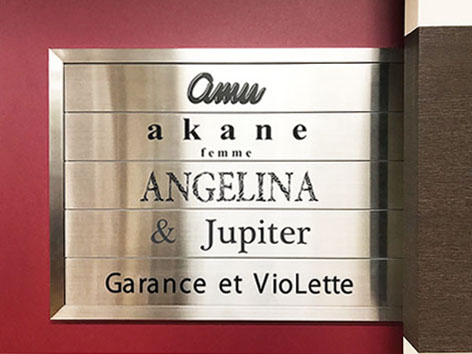 amu
akane
femme
ANGELINA
& Jupiter
Garance et VioLette